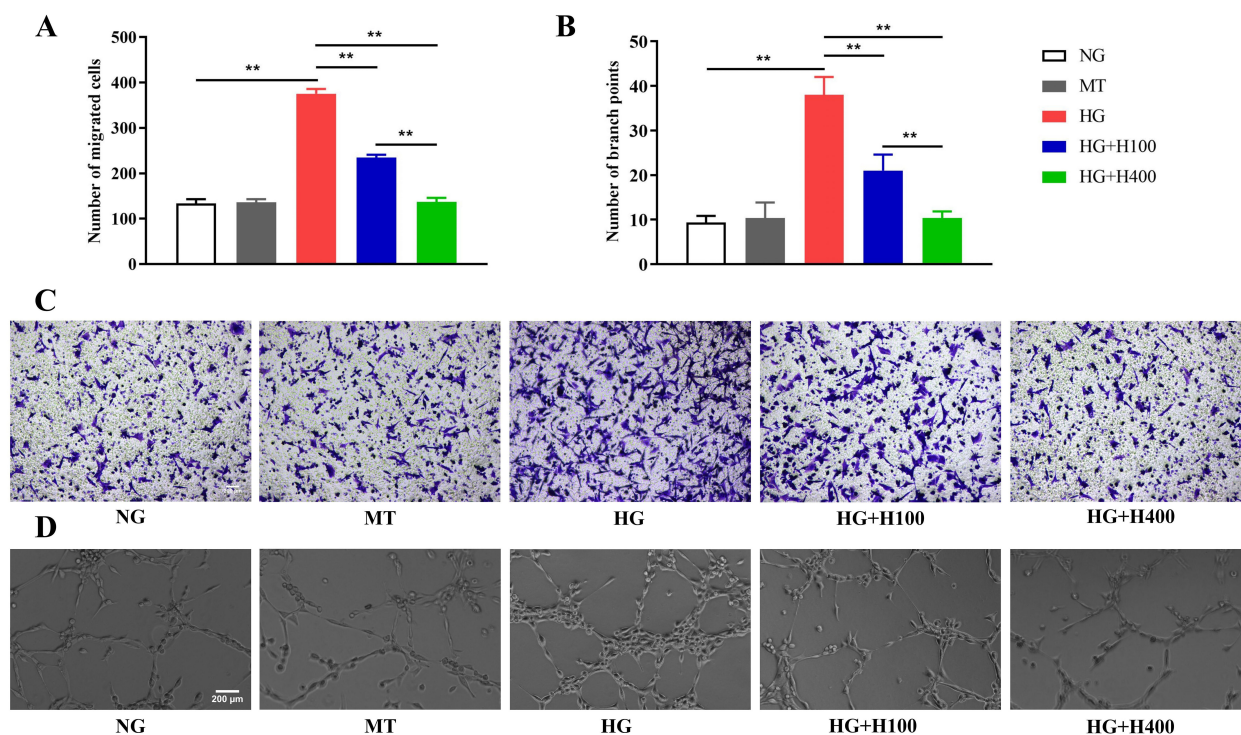 A
Number of migrated cells
500
400
300
200
100
0
**
**
**
**
B
Number of branch points
50
40
30
20
10
0
**
**
**
**
NG
MT
HG
HG+H100
HG+H400
C
NG
MT
HG
HG+H100
HG+H400
D
200 μm
NG
MT
HG
HG+H100
HG+H400